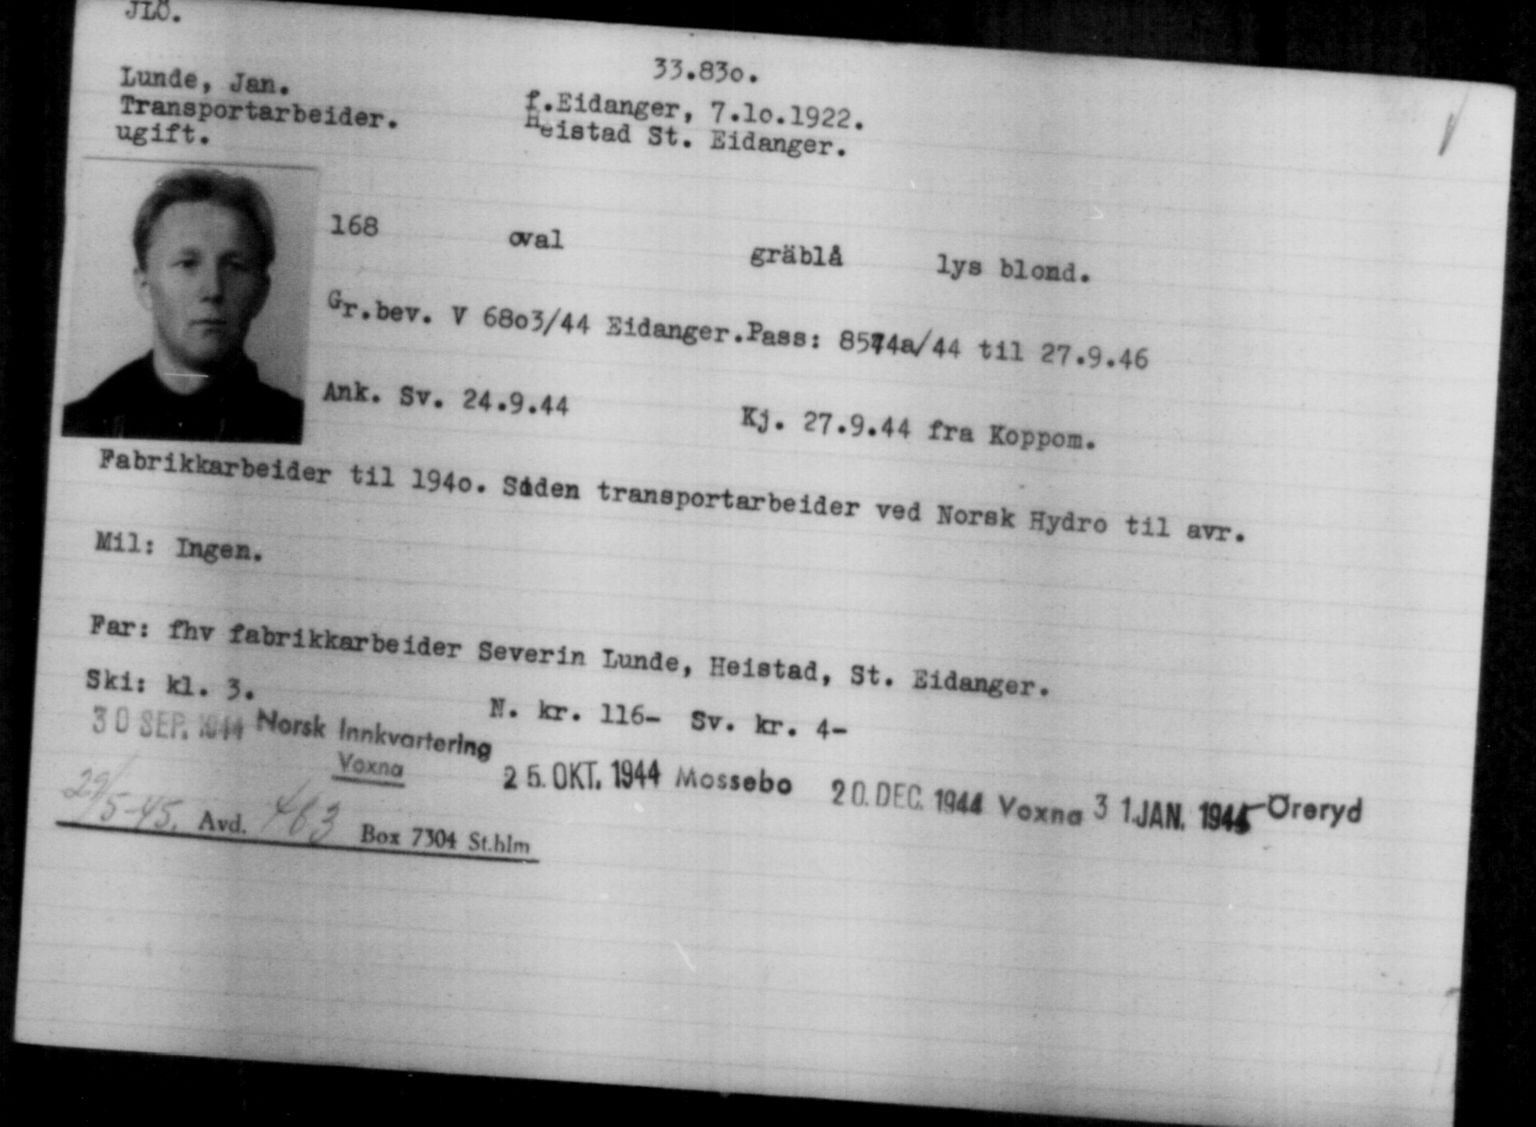 JLÖ.
33.83o.
Lunde, Jan.
f.Eidanger, 7.1o.1922.
Transportarbeider.
Heistad St. Eidanger.
ugift.
168 oval gräblå lys blond.
Gr.bev. V 68o3/44 Eidanger.Pass: 8574a/44 til 27.9.46
Ank. Sv. 24.9.44 Kj. 27.9.44 fra Koppom.
Fabrikkarbeider til 194o. Siden transportarbeider ved Norsk Hydro til avr.
Mil: Ingen.
Far: fhv fabrikkarbeider Severin Lunde, Heistad, St. Eidanger.
Ski: kl. 3.
N. kr. 116- Sv. kr. 4-
30 SEP. 1944 Norsk Innkvartering
Voxna
25. OKT. 1944 Mossebo 20. DEC. 1944 Voxna 31. JAN. 1945 Öreryd
29/5-45. Avd. 463 Box 7304 St.hlm